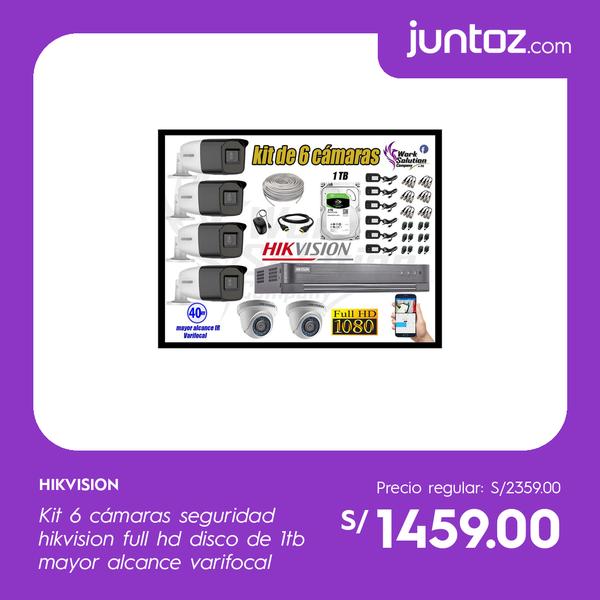 juntoz.com
kit de 6 cámaras
Work
Solution
Company
1 TB
HIKVISION
40m
mayor alcance IR
Varifocal
Full HD
1080
HIKVISION
Kit 6 cámaras seguridad
hikvision full hd disco de 1tb
mayor alcance varifocal
Precio regular: S/2359.00
S/ 1459.00